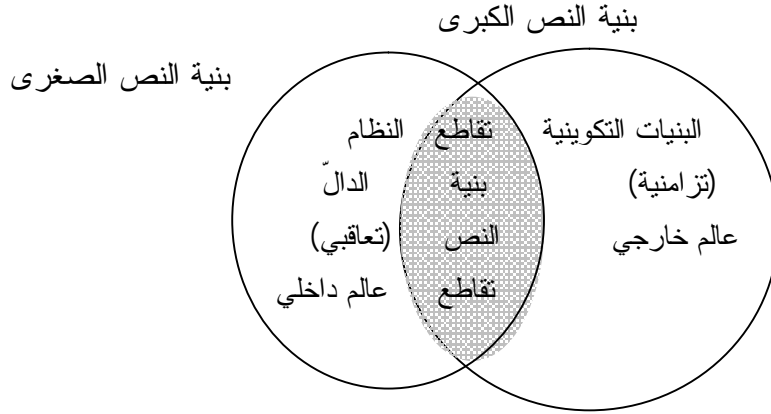 بنية النص الكبرى
بنية النص الصغرى
البنيات التكوينية
(تزامنية)
عالم خارجي
تقاطع
بنية
النص
تقاطع
النظام
الدالّ
(تعاقبي)
عالم داخلي